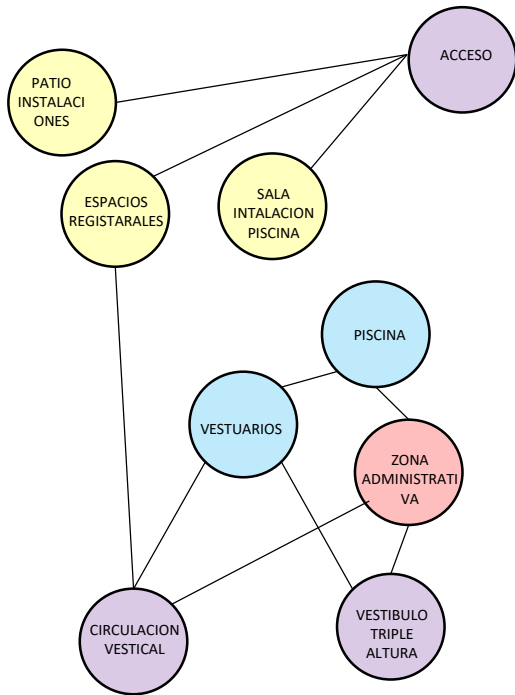 ACCESO
PATIO
INSTALACI
ONES
ESPACIOS
REGISTARALES
SALA
INTALACION
PISCINA
PISCINA
VESTUARIOS
ZONA
ADMINISTRATI
VA
CIRCULACION
VESTICAL
VESTIBULO
TRIPLE
ALTURA